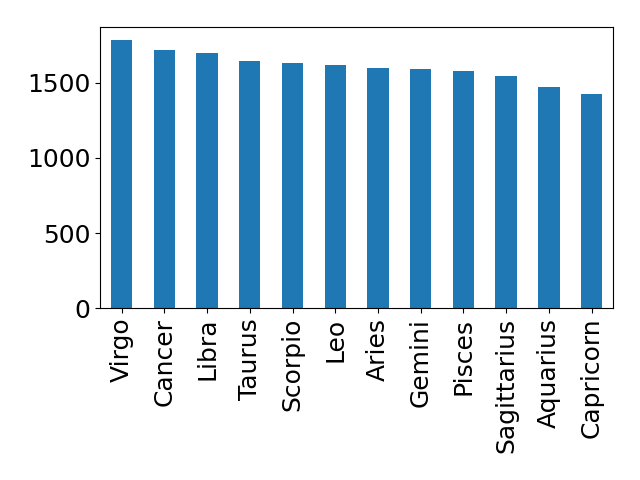 1500
1000
500
0
Virgo
Cancer
Libra
Taurus
Scorpio
Leo
Aries
Gemini
Pisces
Sagittarius
Aquarius
Capricorn